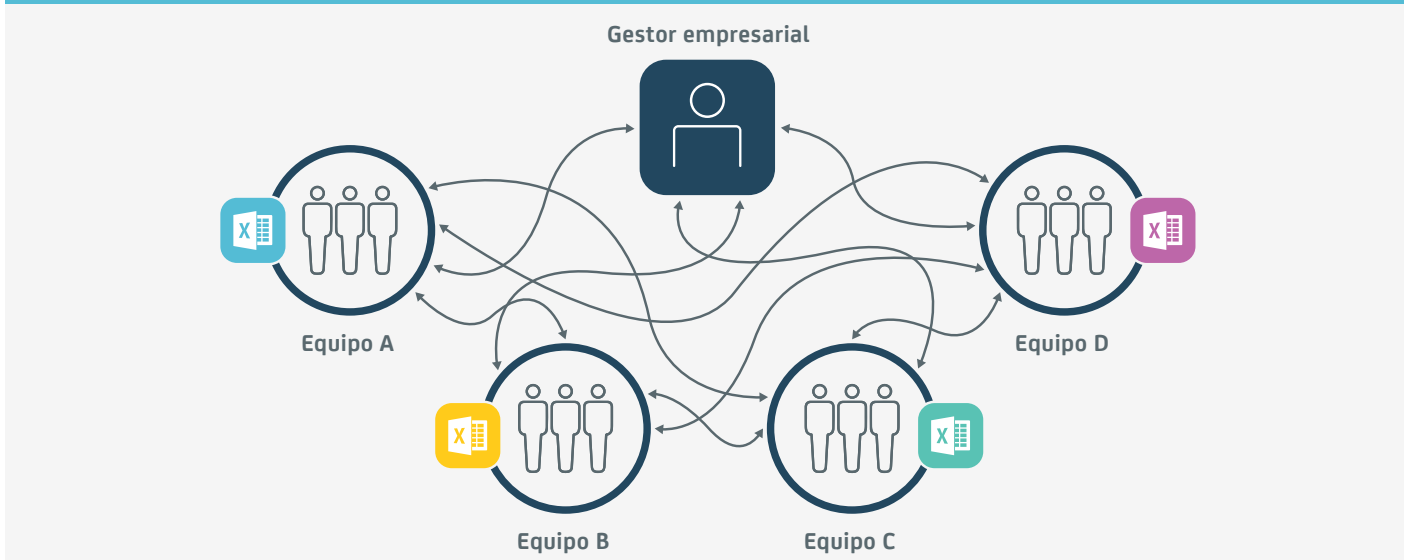 Gestor empresarial
X
X
Equipo A
Equipo D
X
X
Equipo B
Equipo C